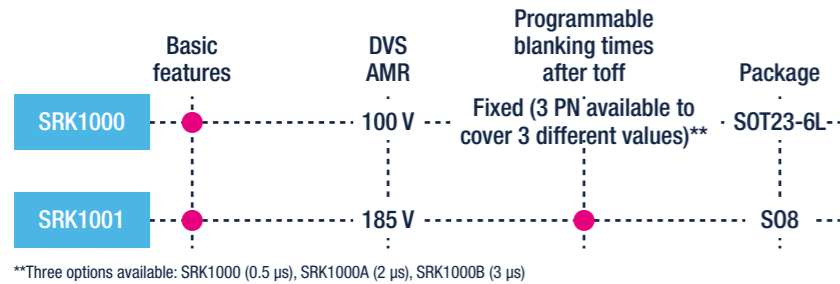 Basic
features
DVS
AMR
Programmable
blanking times
after toff
Package
SRK1000
100 V
Fixed (3 PN available to
cover 3 different values)**
SOT23-6L
SRK1001
185 V
SO8
**Three options available: SRK1000 (0.5 µs), SRK1000A (2 µs), SRK1000B (3 µs)